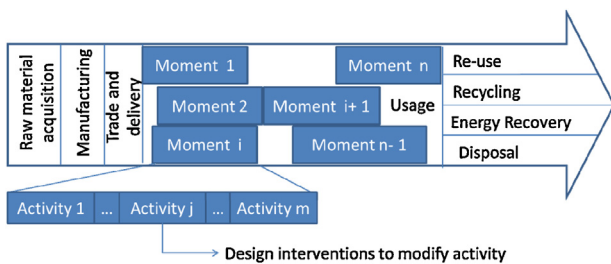 Raw material
acquisition
Manufacturing
Trade and
delivery
Moment 1
Moment n
Moment 2
Moment i+ 1
Usage
Moment i
Moment n- 1
Re-use
Recycling
Energy Recovery
Disposal
Activity 1 ... Activity j ... Activity m
Design interventions to modify activity